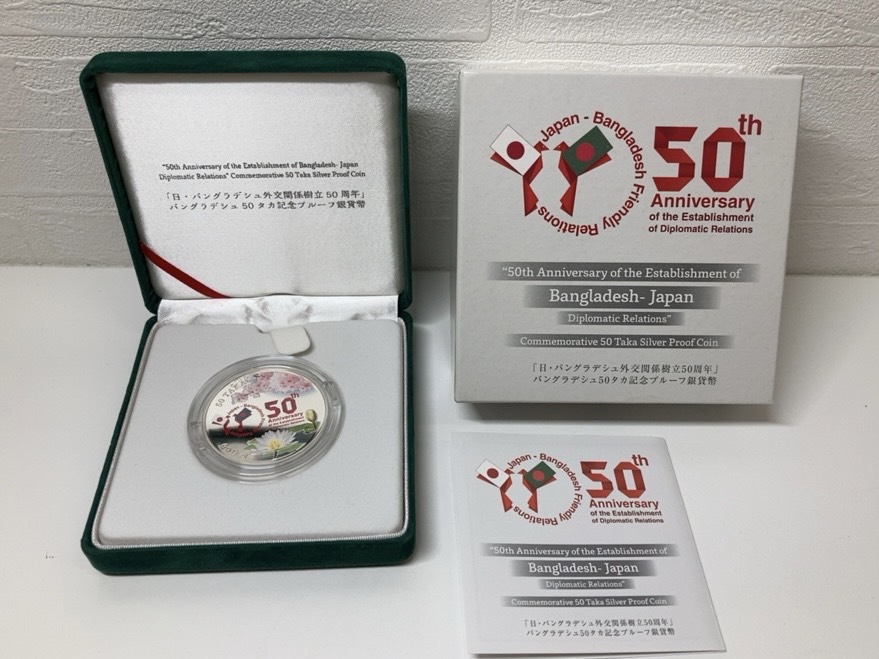 "50th Anniversary of the Establishment of Bangladesh- Japan
Diplomatic Relations" Commemorative 50 Taka Silver Proof Coin
「日・バングラデシュ外交関係樹立50周年」
バングラデシュ50タカ記念プルーフ銀貨幣
50 TAKA
50th
Anniversary
of the Establishment
of Diplomatic Relations
Japan - Bangladesh Friendly Relations
50th
Anniversary
of the Establishment
of Diplomatic Relations
"50th Anniversary of the Establishment of
Bangladesh- Japan
Diplomatic Relations"
Commemorative 50 Taka Silver Proof Coin
「日・バングラデシュ外交関係樹立50周年」
バングラデシュ50タカ記念プルーフ銀貨幣
Japan - Bangladesh Friendly Relations
50th
Anniversary
of the Establishment
of Diplomatic Relations
"50th Anniversary of the Establishment of
Bangladesh- Japan
Diplomatic Relations"
Commemorative 50 Taka Silver Proof Coin
「日・バングラデシュ外交関係樹立50周年」
バングラデシュ50タカ記念プルーフ銀貨幣